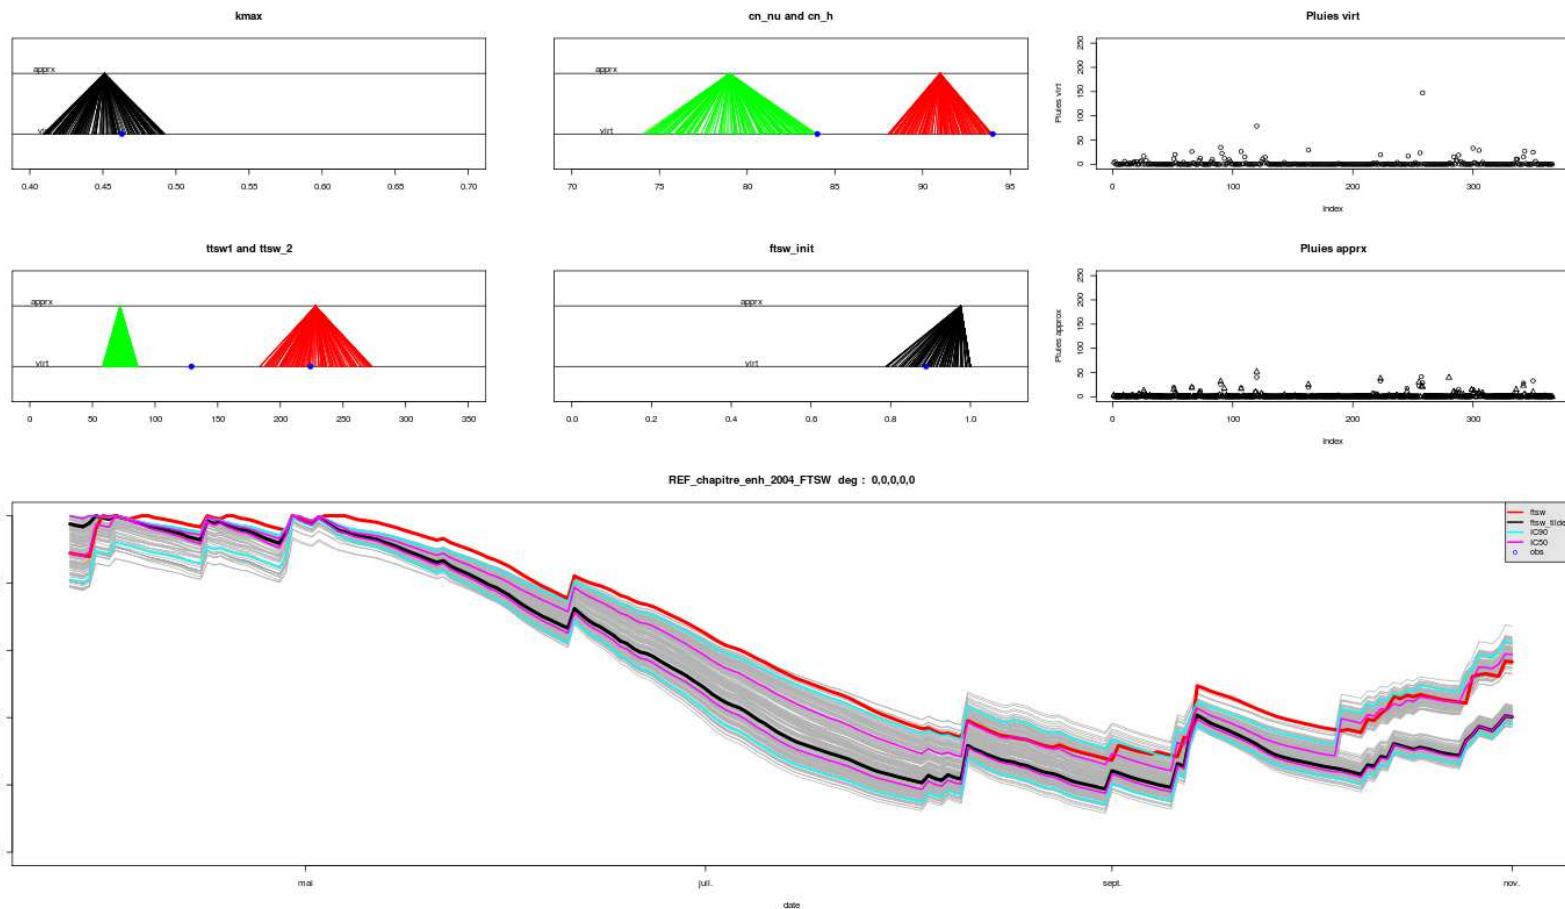 kmax
apprx
virt
0.40 0.45 0.50 0.55 0.60 0.65 0.70
cn_nu and cn_h
apprx
virt
70 75 80 85 90 95
Pluies virt
Pluies virt
0 50 100 150 200 250
0 100 200 300
Index
ttsw1 and ttsw_2
apprx
virt
0 50 100 150 200 250 300 350
ftsw_init
apprx
virt
0.0 0.2 0.4 0.6 0.8 1.0
Pluies apprx
Pluies approx
0 50 100 150 200 250
0 100 200 300
Index
REF_chapitre_enh_2004_FTSW deg : 0,0,0,0,0
ftsw
ftsw_tilde
IC90
IC50
obs
mai juil. sept. nov.
date